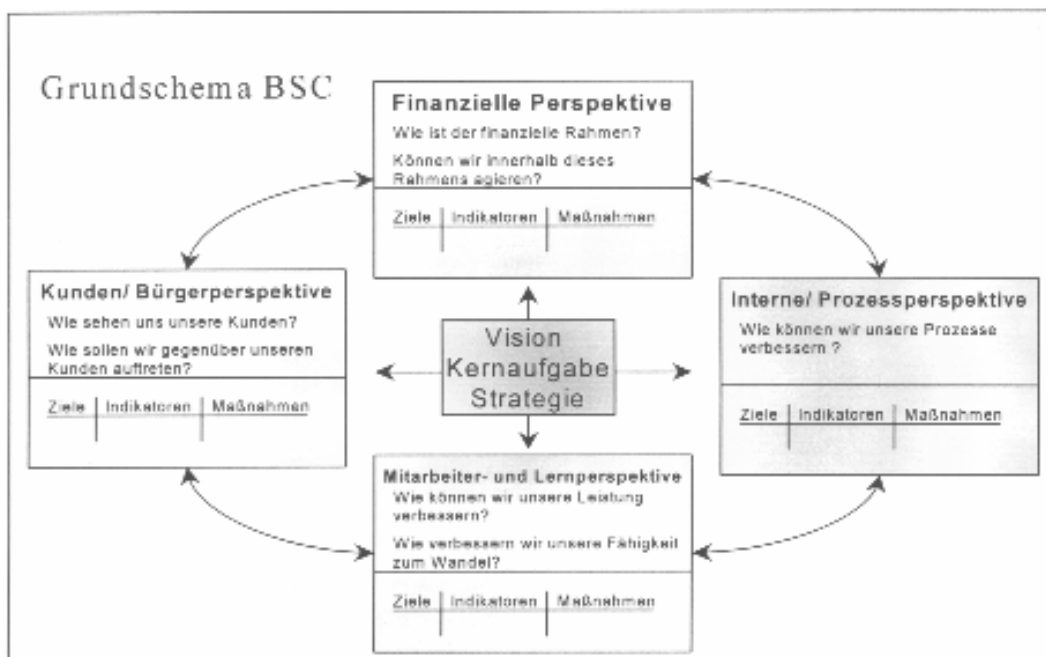 Grundschema BSC
Finanzielle Perspektive
Wie ist der finanzielle Rahmen?
Können wir innerhalb dieses
Rahmens agieren?
Ziele Indikatoren Maßnahmen
Kunden/ Bürgerperspektive
Wie sehen uns unsere Kunden?
Wie sollen wir gegenüber unseren
Kunden auftreten?
Ziele Indikatoren Maßnahmen
Vision
Kernaufgabe
Strategie
Interne/ Prozessperspektive
Wie können wir unsere Prozesse
verbessern ?
Ziele Indikatoren Maßnahmen
Mitarbeiter- und Lernperspektive
Wie können wir unsere Leistung
verbessern?
Wie verbessern wir unsere Fähigkeit
zum Wandel?
Ziele Indikatoren Maßnahmen